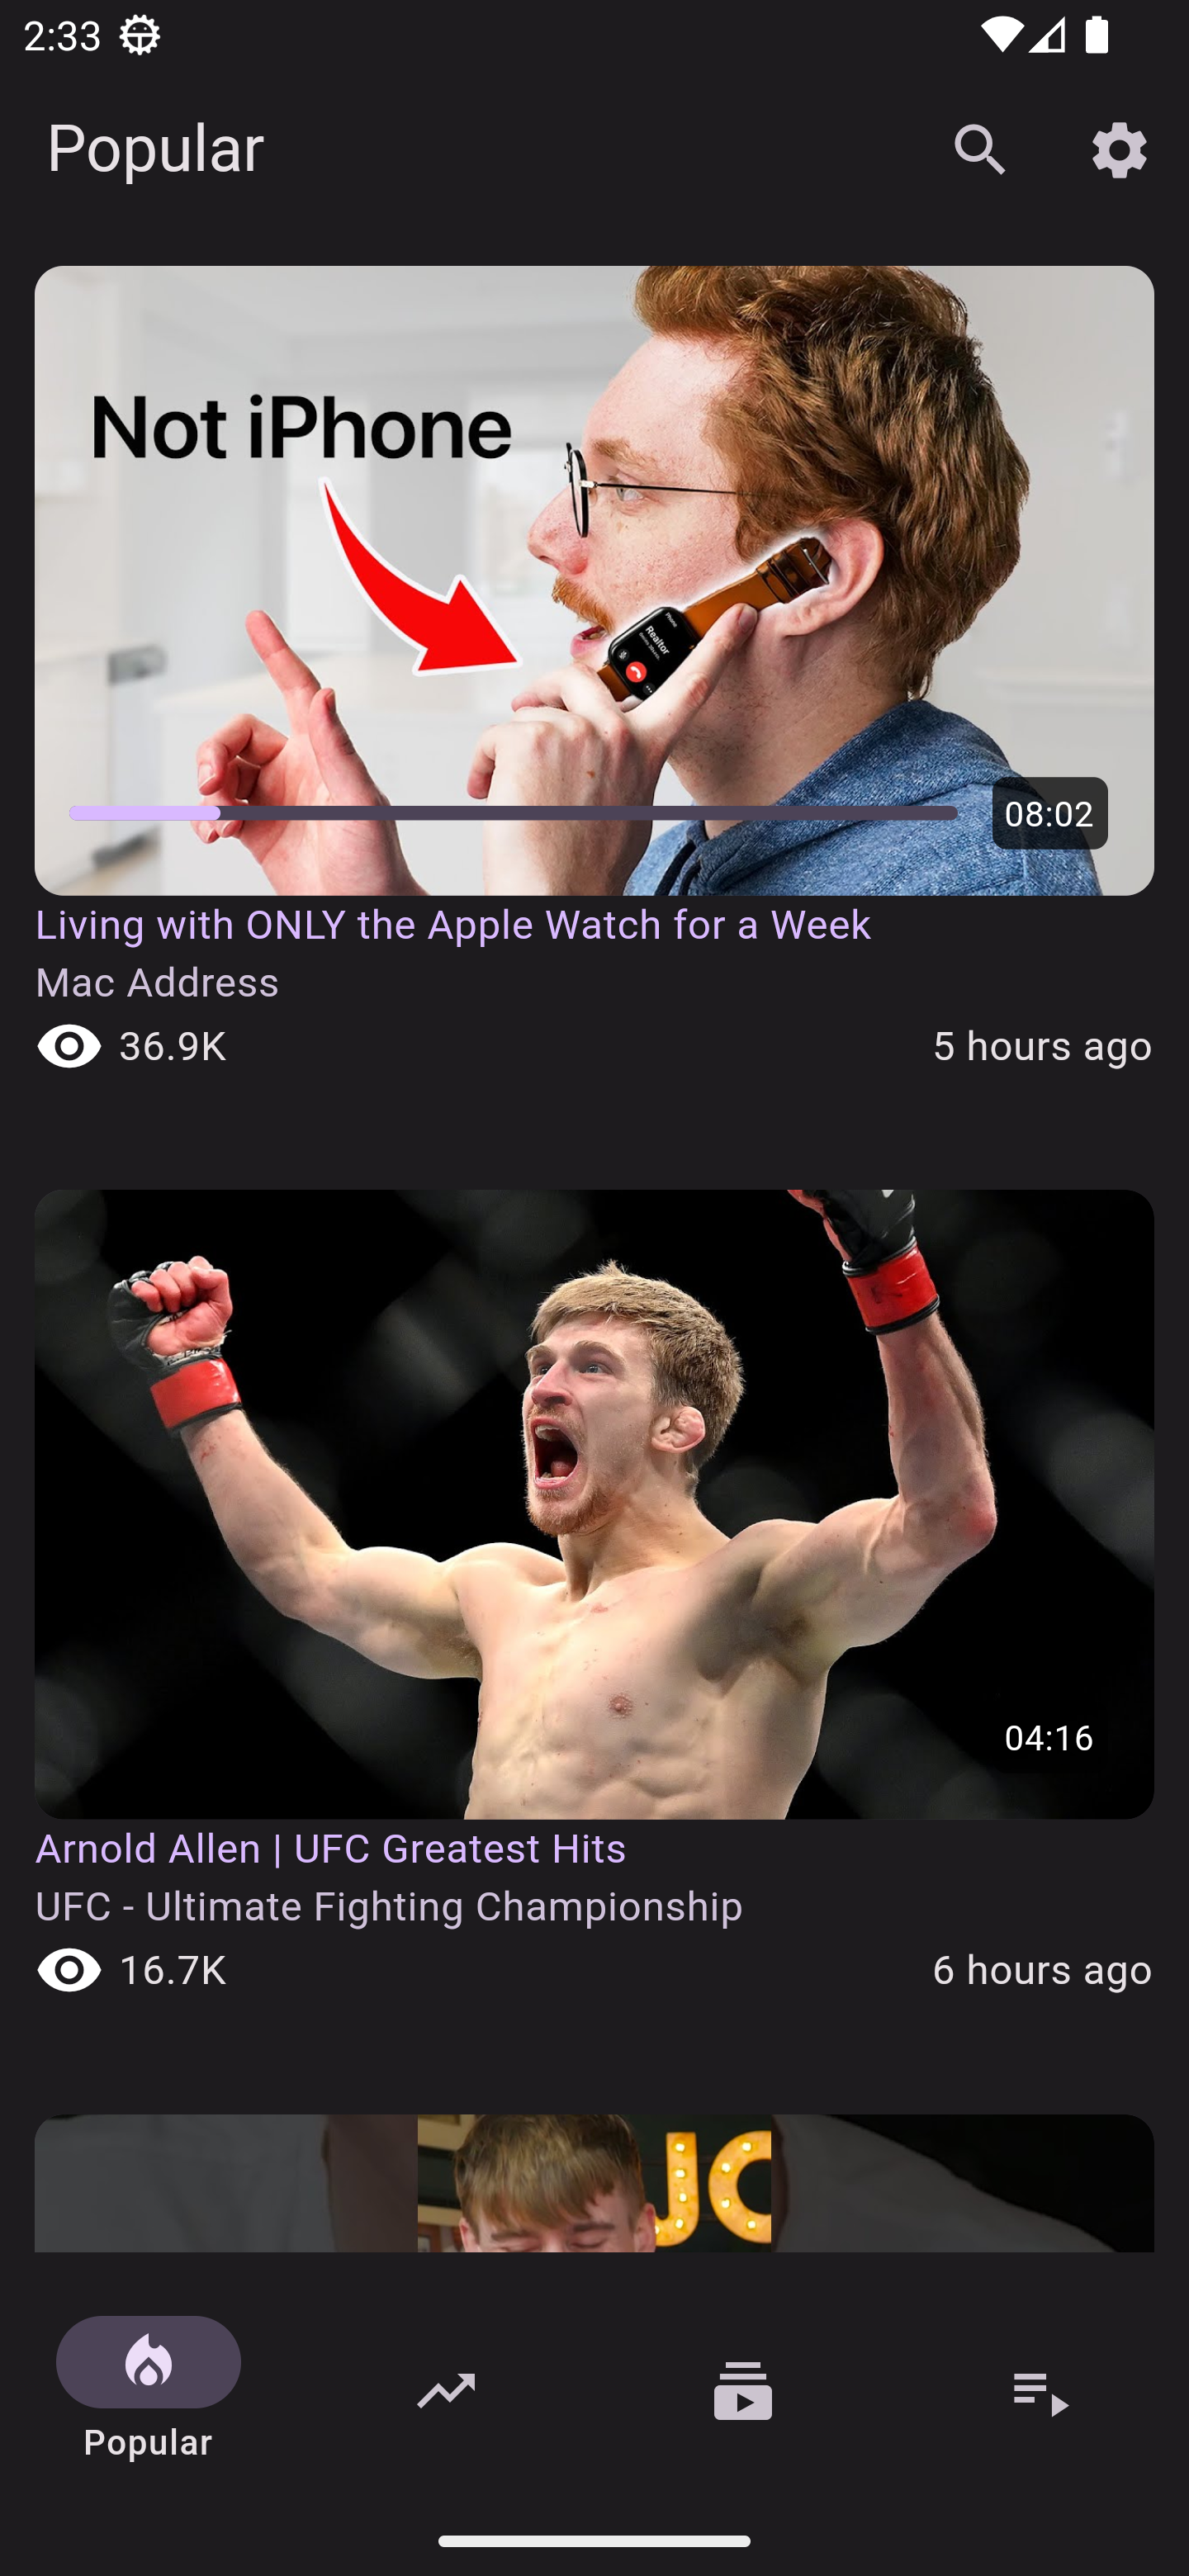 2:33
Popular
Not iPhone
Phone
Realtor
08:02
Living with ONLY the Apple Watch for a Week
Mac Address
36.9K
5 hours ago
04:16
Arnold Allen | UFC Greatest Hits
UFC - Ultimate Fighting Championship
16.7K
6 hours ago
JO
Popular